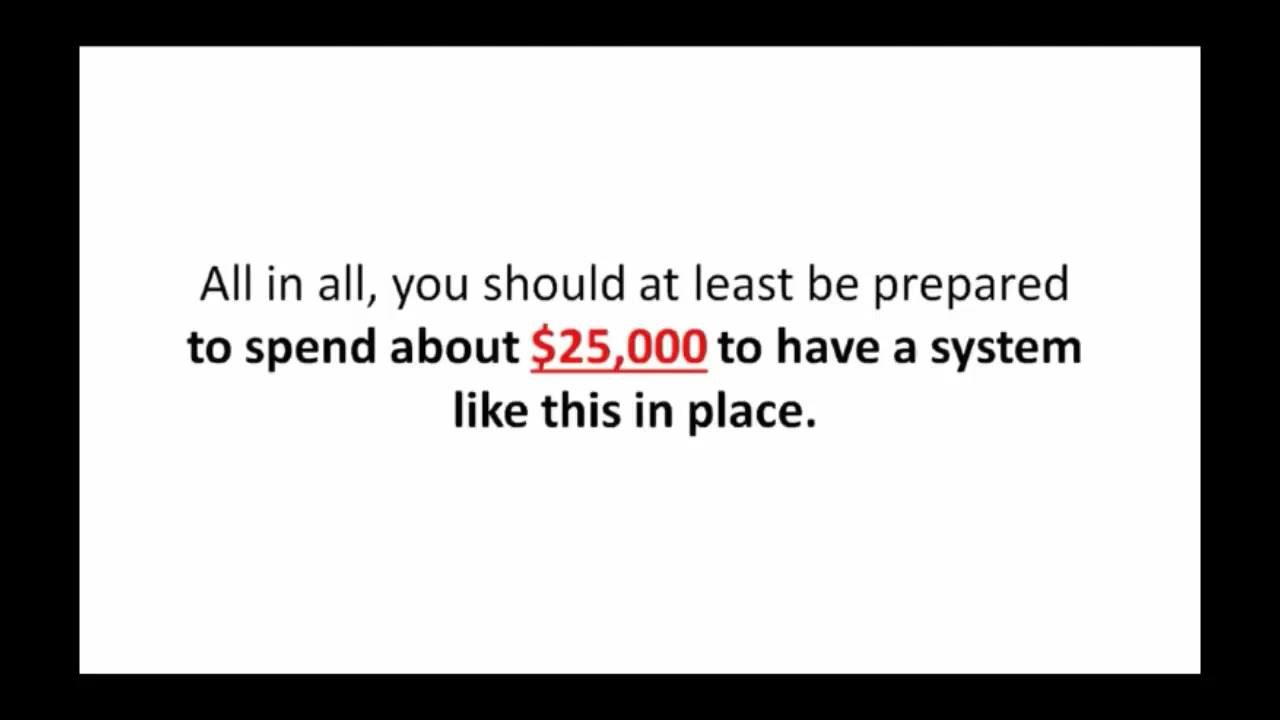 All in all, you should at least be prepared
to spend about $25,000 to have a system
like this in place.